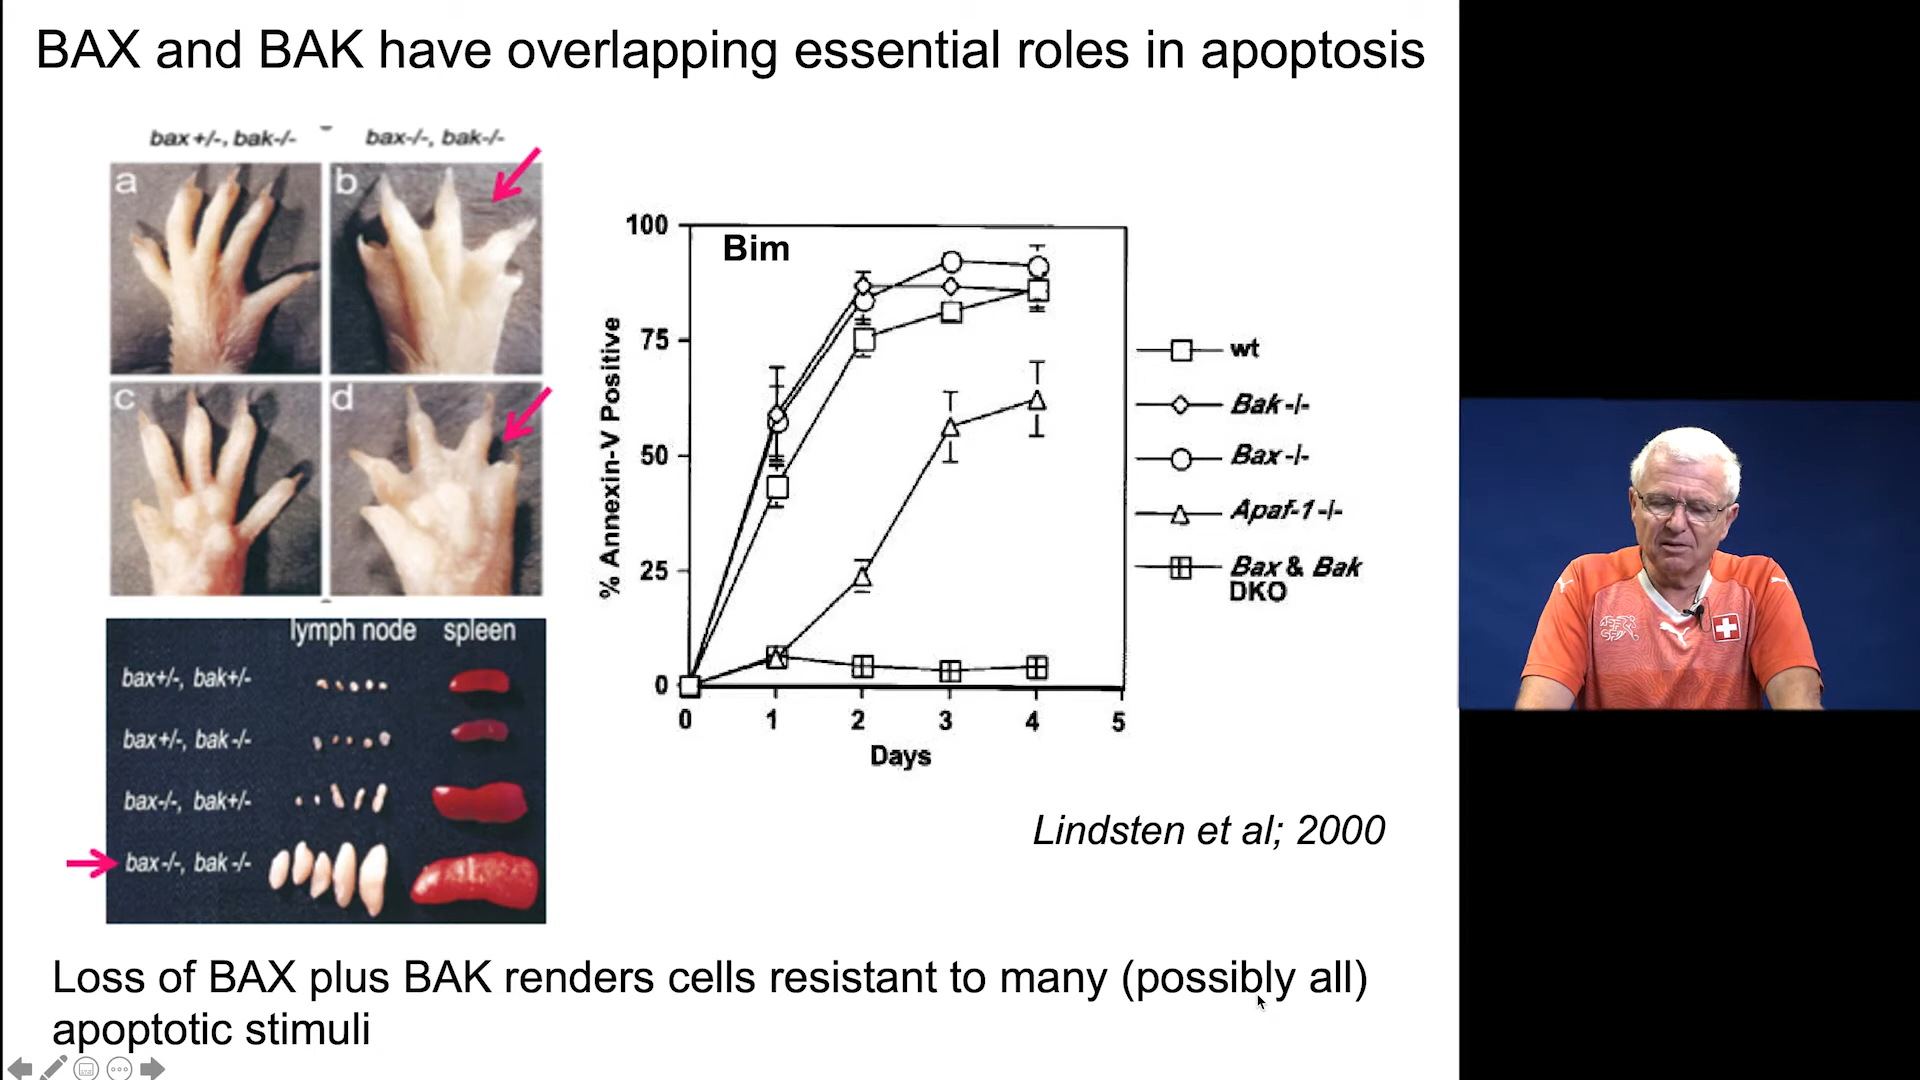 BAX and BAK have overlapping essential roles in apoptosis
bax+/-, bak-/-
bax-/-, bak-/-
a
b
c
d
lymph node
spleen
bax+/-, bak+/-
bax+/-, bak-/-
bax-/-, bak+/-
bax-/-, bak-/-
Bim
% Annexin-V Positive
100
75
50
25
0
0 1 2 3 4 5
Days
wt
Bak-/-
Bax-/-
Apaf-1-/-
Bax & Bak
DKO
Lindsten et al; 2000
Loss of BAX plus BAK renders cells resistant to many (possibly all)
apoptotic stimuli